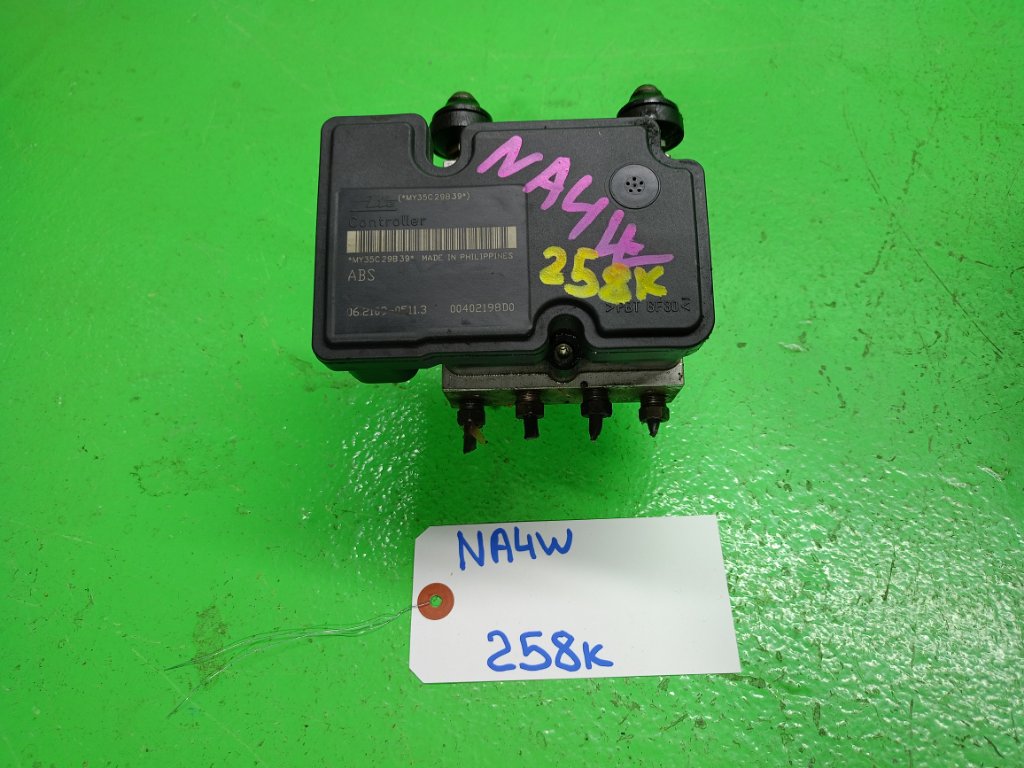 (*MY35C29B39*)
Controller
*MY35C29B39* MADE IN PHILIPPINES
ABS
00402198D0
NA4W
258K
NA4W
258K